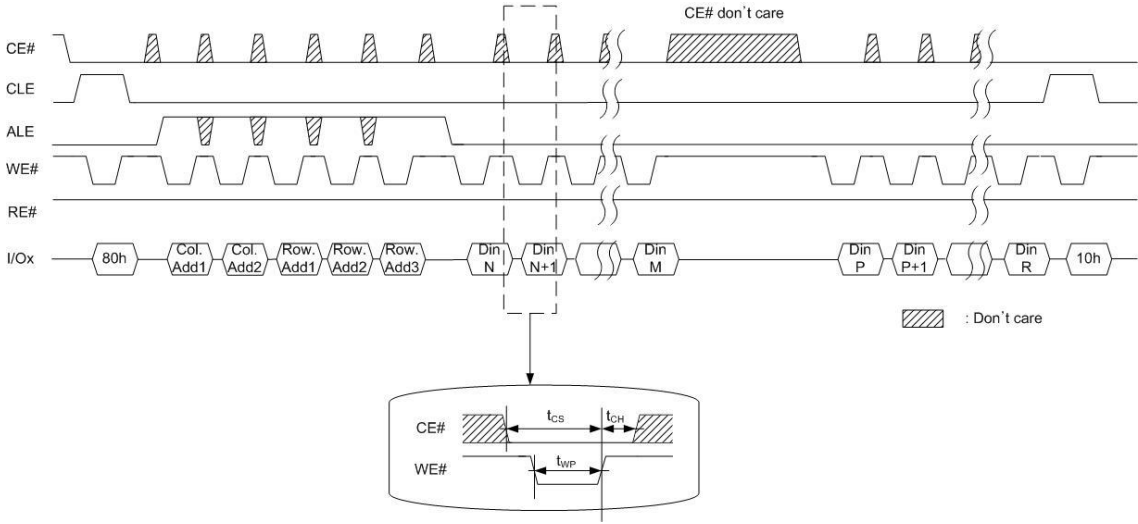 CE# don't care
CE#
CLE
ALE
WE#
RE#
I/Ox
80h
Col.
Add1
Col.
Add2
Row.
Add1
Row.
Add2
Row.
Add3
Din
N
Din
N+1
Din
M
Din
P
Din
P+1
Din
R
10h
: Don't care
CE#
tCS
tCH
WE#
tWP